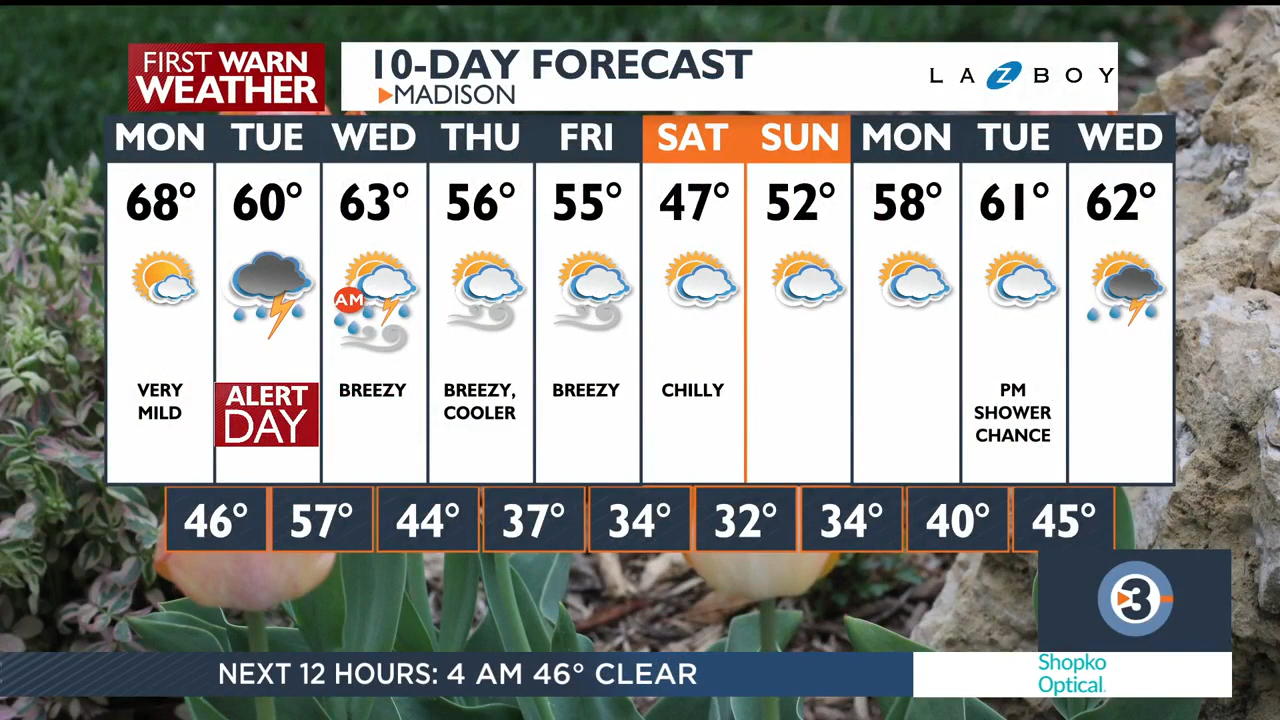 FIRST WARN
WEATHER
10-DAY FORECAST
MADISON
LA Z BOY
MON TUE WED THU FRI SAT SUN MON TUE WED
68° 60° 63° 56° 55° 47° 52° 58° 61° 62°
AM
VERY
MILD
ALERT
DAY
BREEZY
BREEZY,
COOLER
BREEZY
CHILLY
PM
SHOWER
CHANCE
46° 57° 44° 37° 34° 32° 34° 40° 45°
3
NEXT 12 HOURS: 4 AM 46° CLEAR
Shopko
Optical.